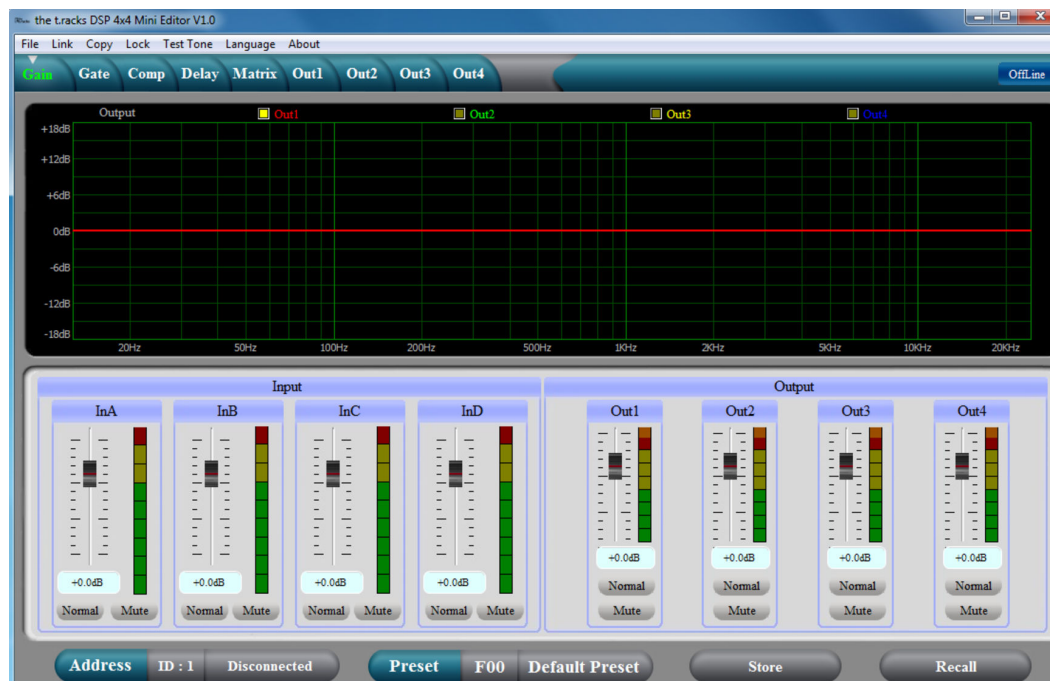 the t.racks DSP 4x4 Mini Editor V1.0
File Link Copy Lock Test Tone Language About
Gain Gate Comp Delay Matrix Out1 Out2 Out3 Out4 OffLine
Output Out1 Out2 Out3 Out4
+18dB
+12dB
+6dB
0dB
-6dB
-12dB
-18dB
20Hz 50Hz 100Hz 200Hz 500Hz 1KHz 2KHz 5KHz 10KHz 20KHz
Input Output
InA InB InC InD Out1 Out2 Out3 Out4
+0.0dB +0.0dB +0.0dB +0.0dB +0.0dB +0.0dB +0.0dB +0.0dB
Normal Mute Normal Mute Normal Mute Normal Mute Normal Normal Normal Normal
Mute Mute Mute Mute
Address ID : 1 Disconnected Preset F00 Default Preset Store Recall